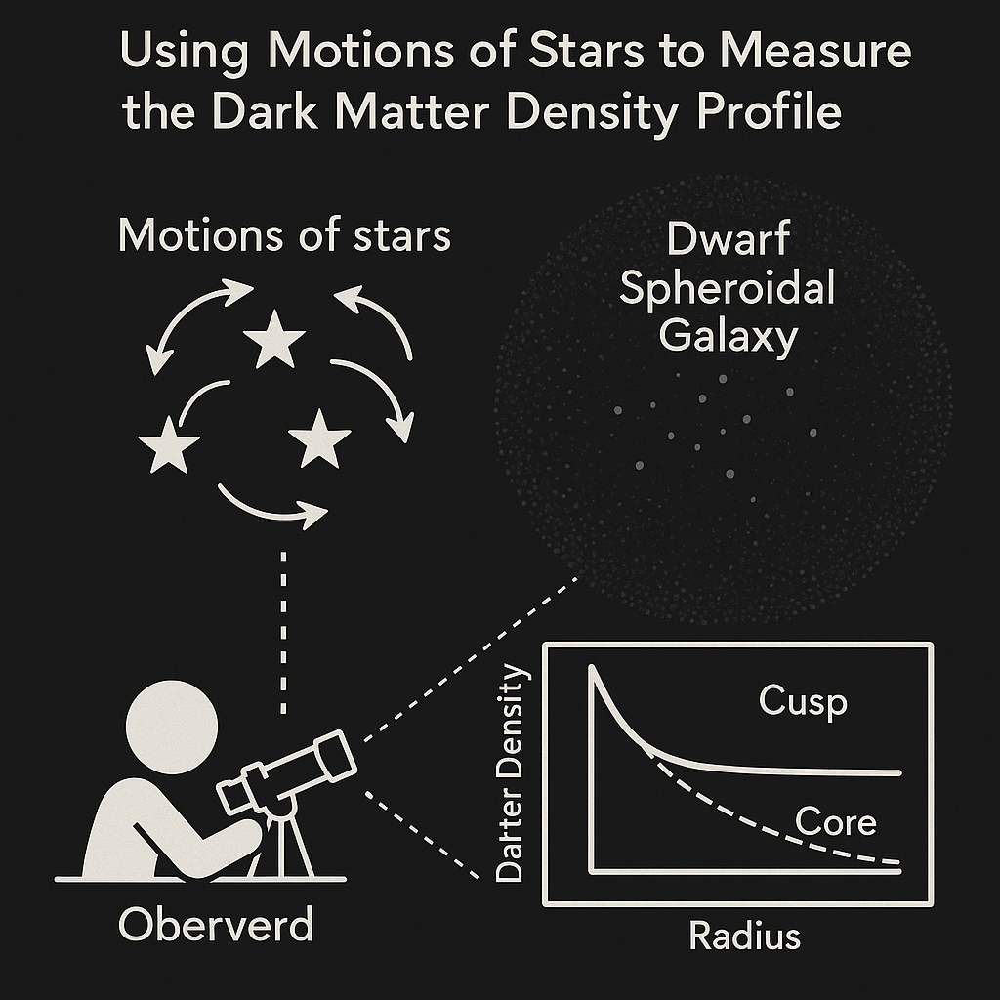 Using Motions of Stars to Measure
the Dark Matter Density Profile
Motions of stars
Dwarf
Spheroidal
Galaxy
Cusp
Core
Datter Density
Radius
Oberverd